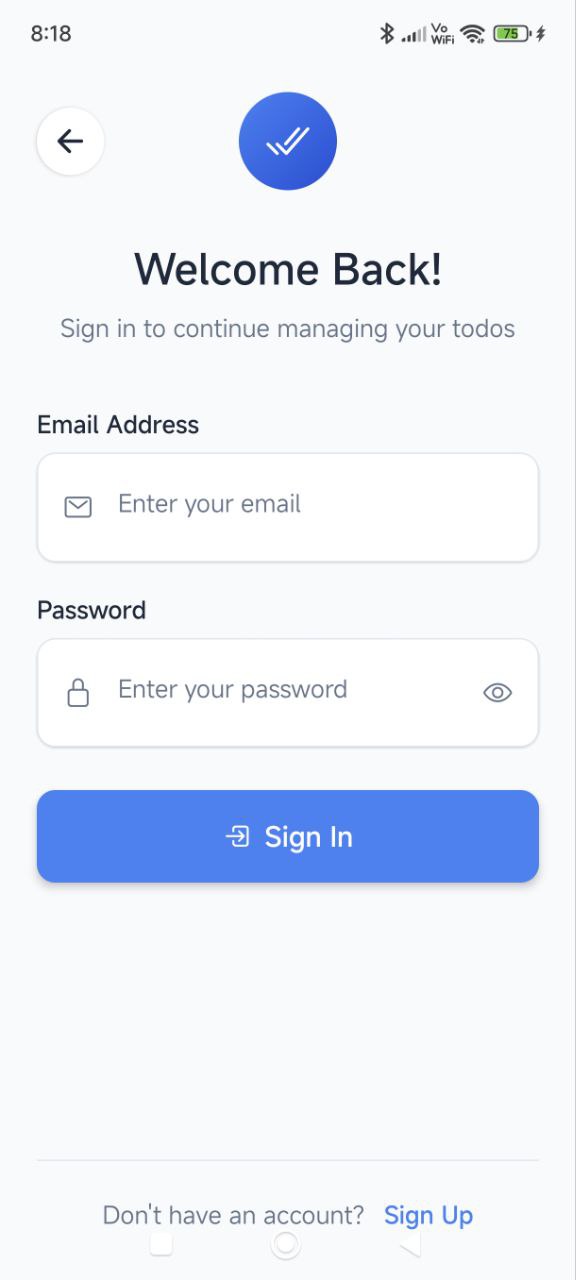 8:18
Vo
WiFi
75
Welcome Back!
Sign in to continue managing your todos
Email Address
Enter your email
Password
Enter your password
Sign In
Don't have an account? Sign Up